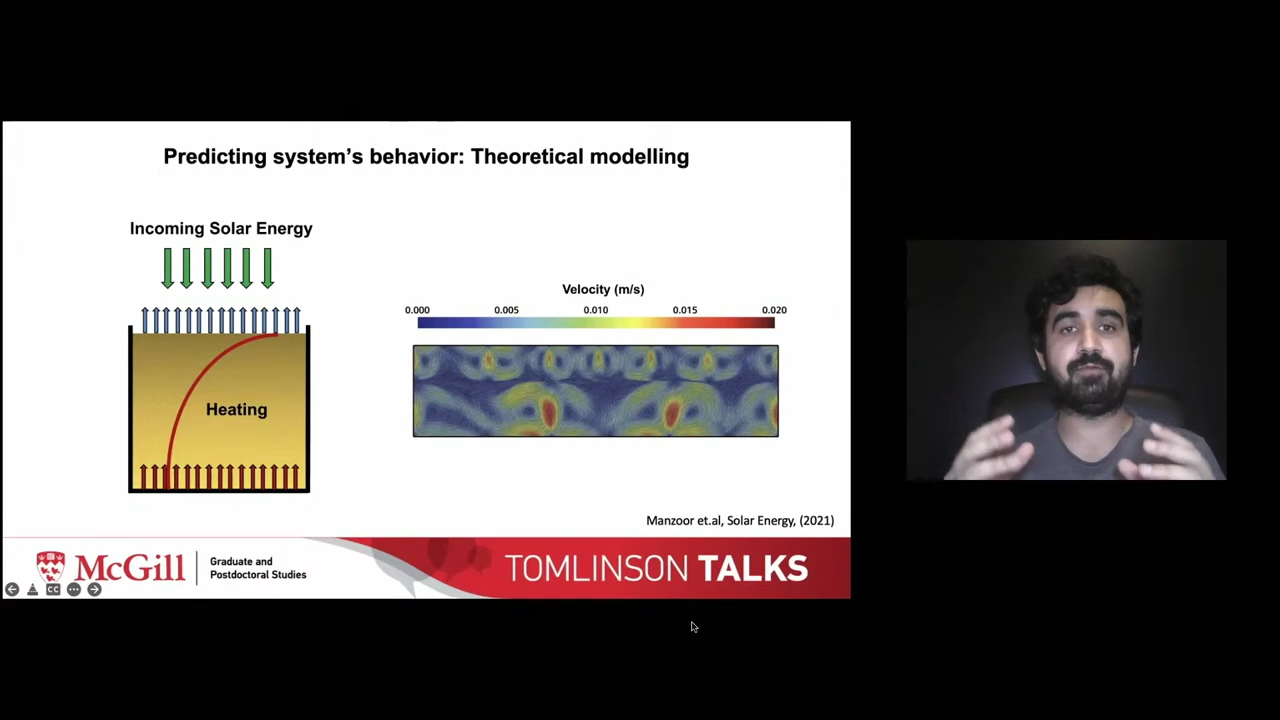 Predicting system's behavior: Theoretical modelling
Incoming Solar Energy
Heating
Velocity (m/s)
0.000 0.005 0.010 0.015 0.020
Manzoor et.al, Solar Energy, (2021)
McGill
Graduate and
Postdoctoral Studies
TOMLINSON TALKS
CC